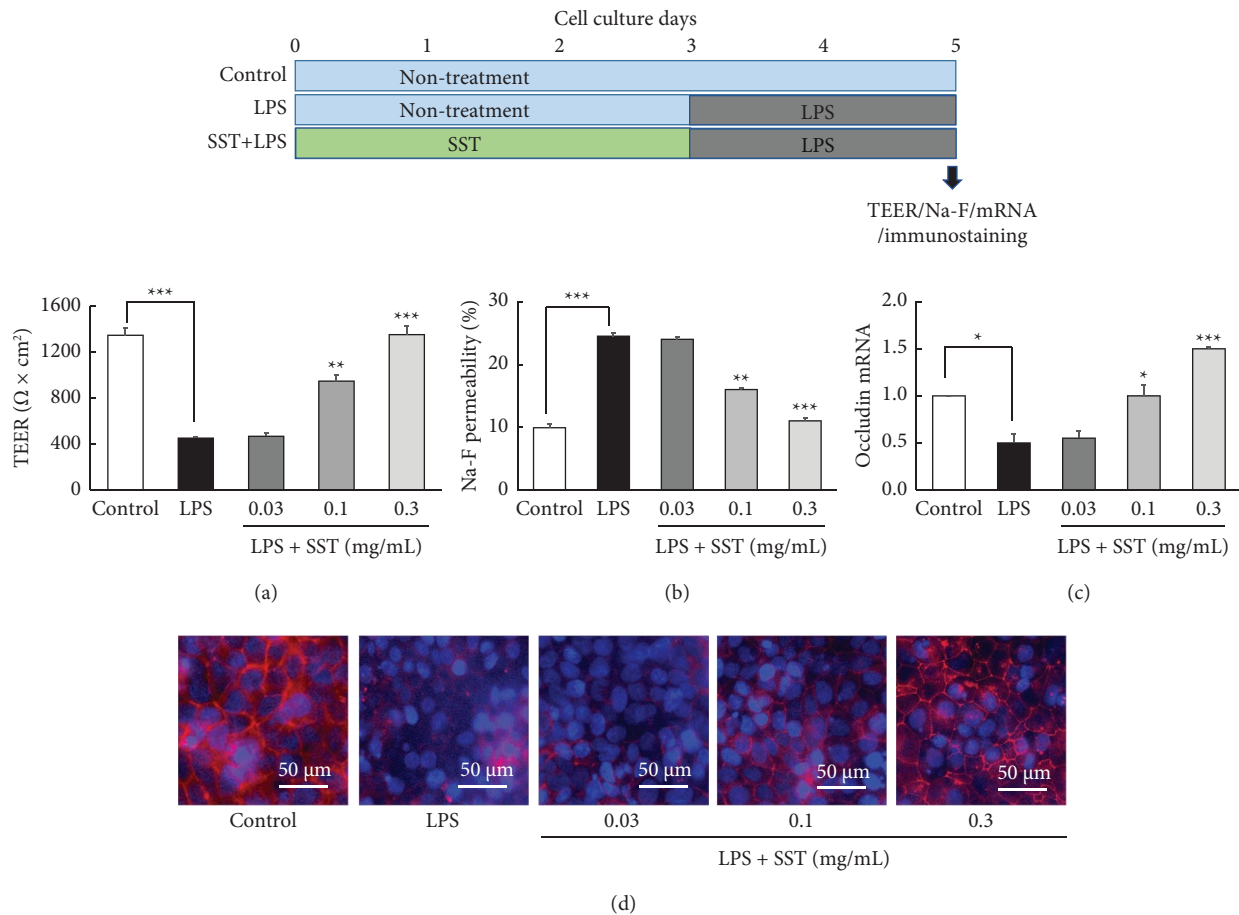 Cell culture days
0 1 2 3 4 5
Control Non-treatment
LPS Non-treatment LPS
SST+LPS SST LPS
TEER/Na-F/mRNA
/immunostaining
TEER (Ω × cm²)
1600
1200
800
400
0
***
**
***
Control LPS 0.03 0.1 0.3
LPS + SST (mg/mL)
(a)
Na-F permeability (%)
30
20
10
0
***
**
***
Control LPS 0.03 0.1 0.3
LPS + SST (mg/mL)
(b)
Occludin mRNA
2.0
1.5
1.0
0.5
0.0
*
*
***
Control LPS 0.03 0.1 0.3
LPS + SST (mg/mL)
(c)
50 μm 50 μm 50 μm 50 μm 50 μm
Control LPS 0.03 0.1 0.3
LPS + SST (mg/mL)
(d)